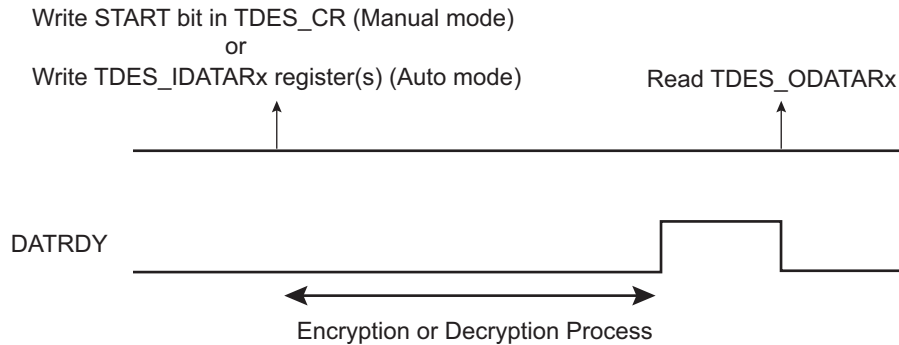 Write START bit in TDES_CR (Manual mode)
or
Write TDES_IDATARx register(s) (Auto mode)
Read TDES_ODATARx
DATRDY
Encryption or Decryption Process